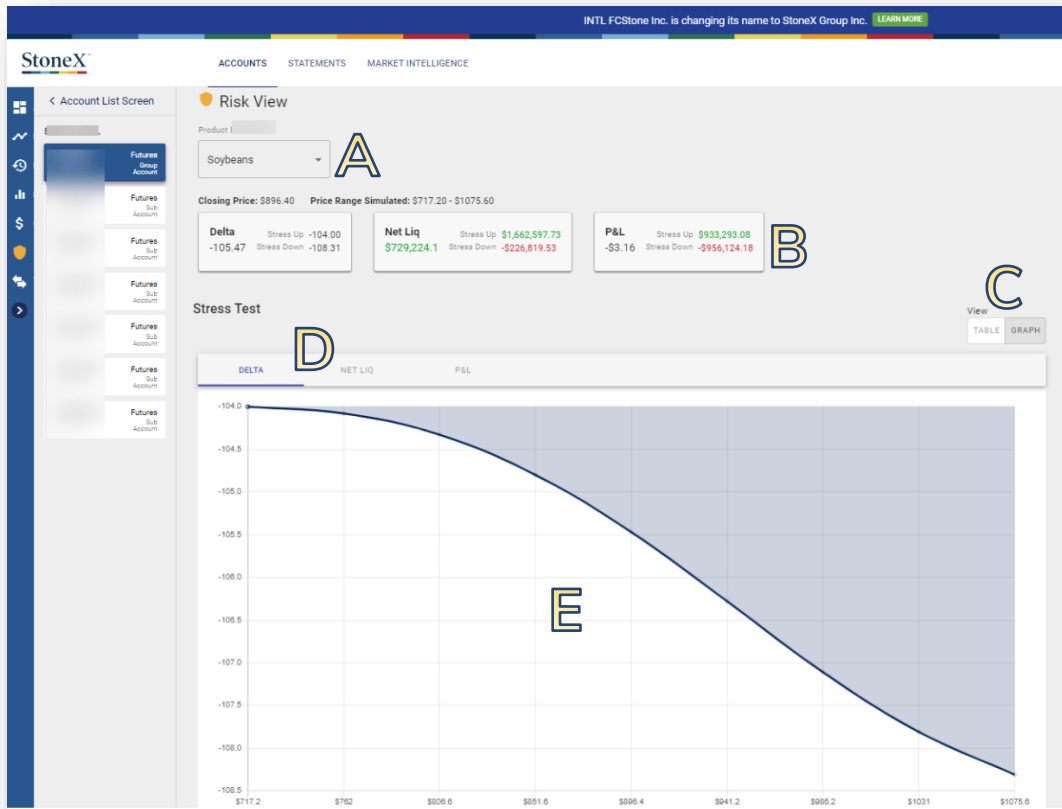 INTL FCStone Inc. is changing its name to StoneX Group Inc. LEARN MORE
StoneX™
ACCOUNTS STATEMENTS MARKET INTELLIGENCE
< Account List Screen
Futures
Group
Account
Futures
Sub
Account
Futures
Sub
Account
Futures
Sub
Account
Futures
Sub
Account
Futures
Sub
Account
Futures
Sub
Account
Risk View
Product
Soybeans
A
Closing Price: $896.40 Price Range Simulated: $717.20 - $1075.60
Delta Stress Up -104.00
-105.47 Stress Down -108.31
Net Liq Stress Up $1,662,597.73
$729,224.1 Stress Down -$226,819.53
P&L Stress Up $933,293.08
-$3.16 Stress Down -$956,124.18
B
C
Stress Test
View
TABLE GRAPH
D
DELTA NET LIQ P&L
-104.0
-104.5
-105.0
-105.5
-106.0
-106.5
-107.0
-107.5
-108.0
-108.5
E
$717.2 $762 $806.6 $851.6 $896.4 $941.2 $986.2 $1031 $1075.6